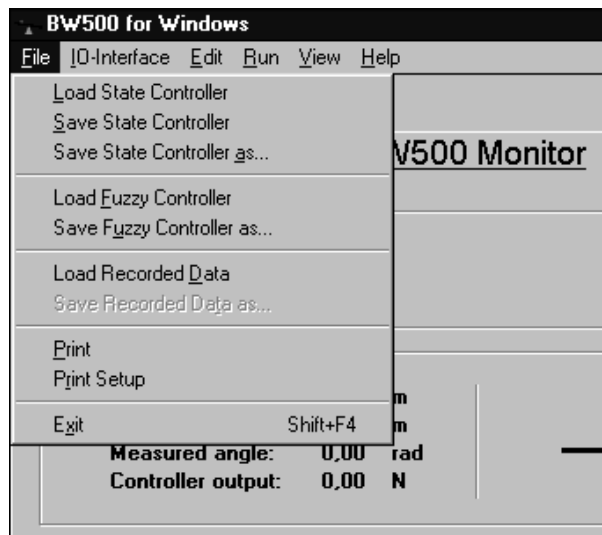 BW500 for Windows
File IO-Interface Edit Run View Help
Load State Controller
Save State Controller
Save State Controller as...
V500 Monitor
Load Fuzzy Controller
Save Fuzzy Controller as...
Load Recorded Data
Save Recorded Data as...
Print
Print Setup
m
Exit Shift+F4 m
Measured angle: 0,00 rad
Controller output: 0,00 N